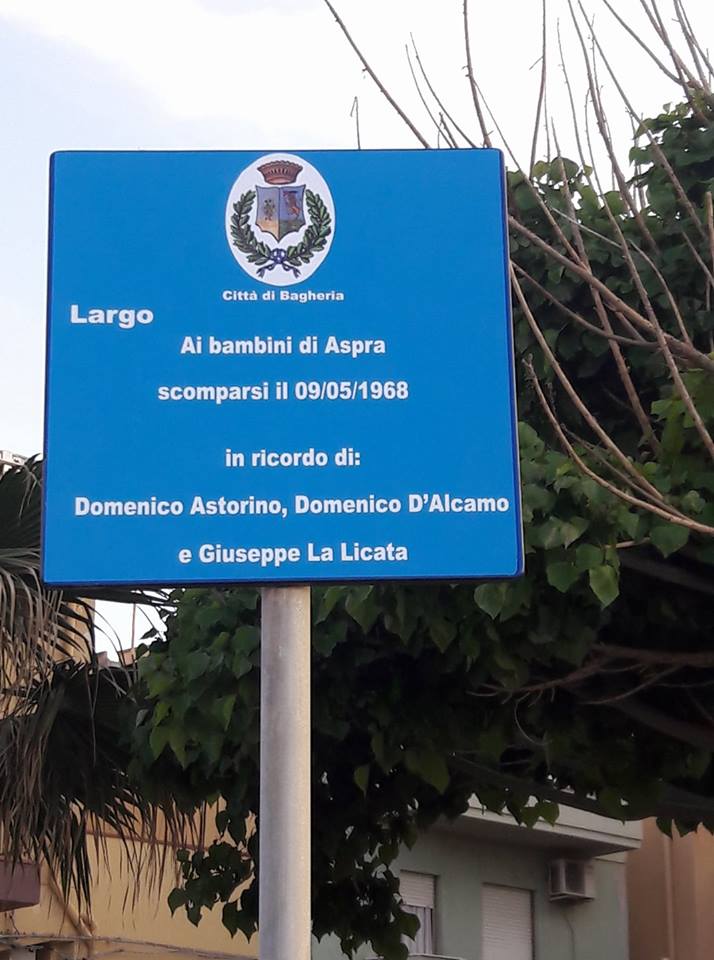 Città di Bagheria
Largo
Ai bambini di Aspra
scomparsi il 09/05/1968
in ricordo di:
Domenico Astorino, Domenico D'Alcamo
e Giuseppe La Licata